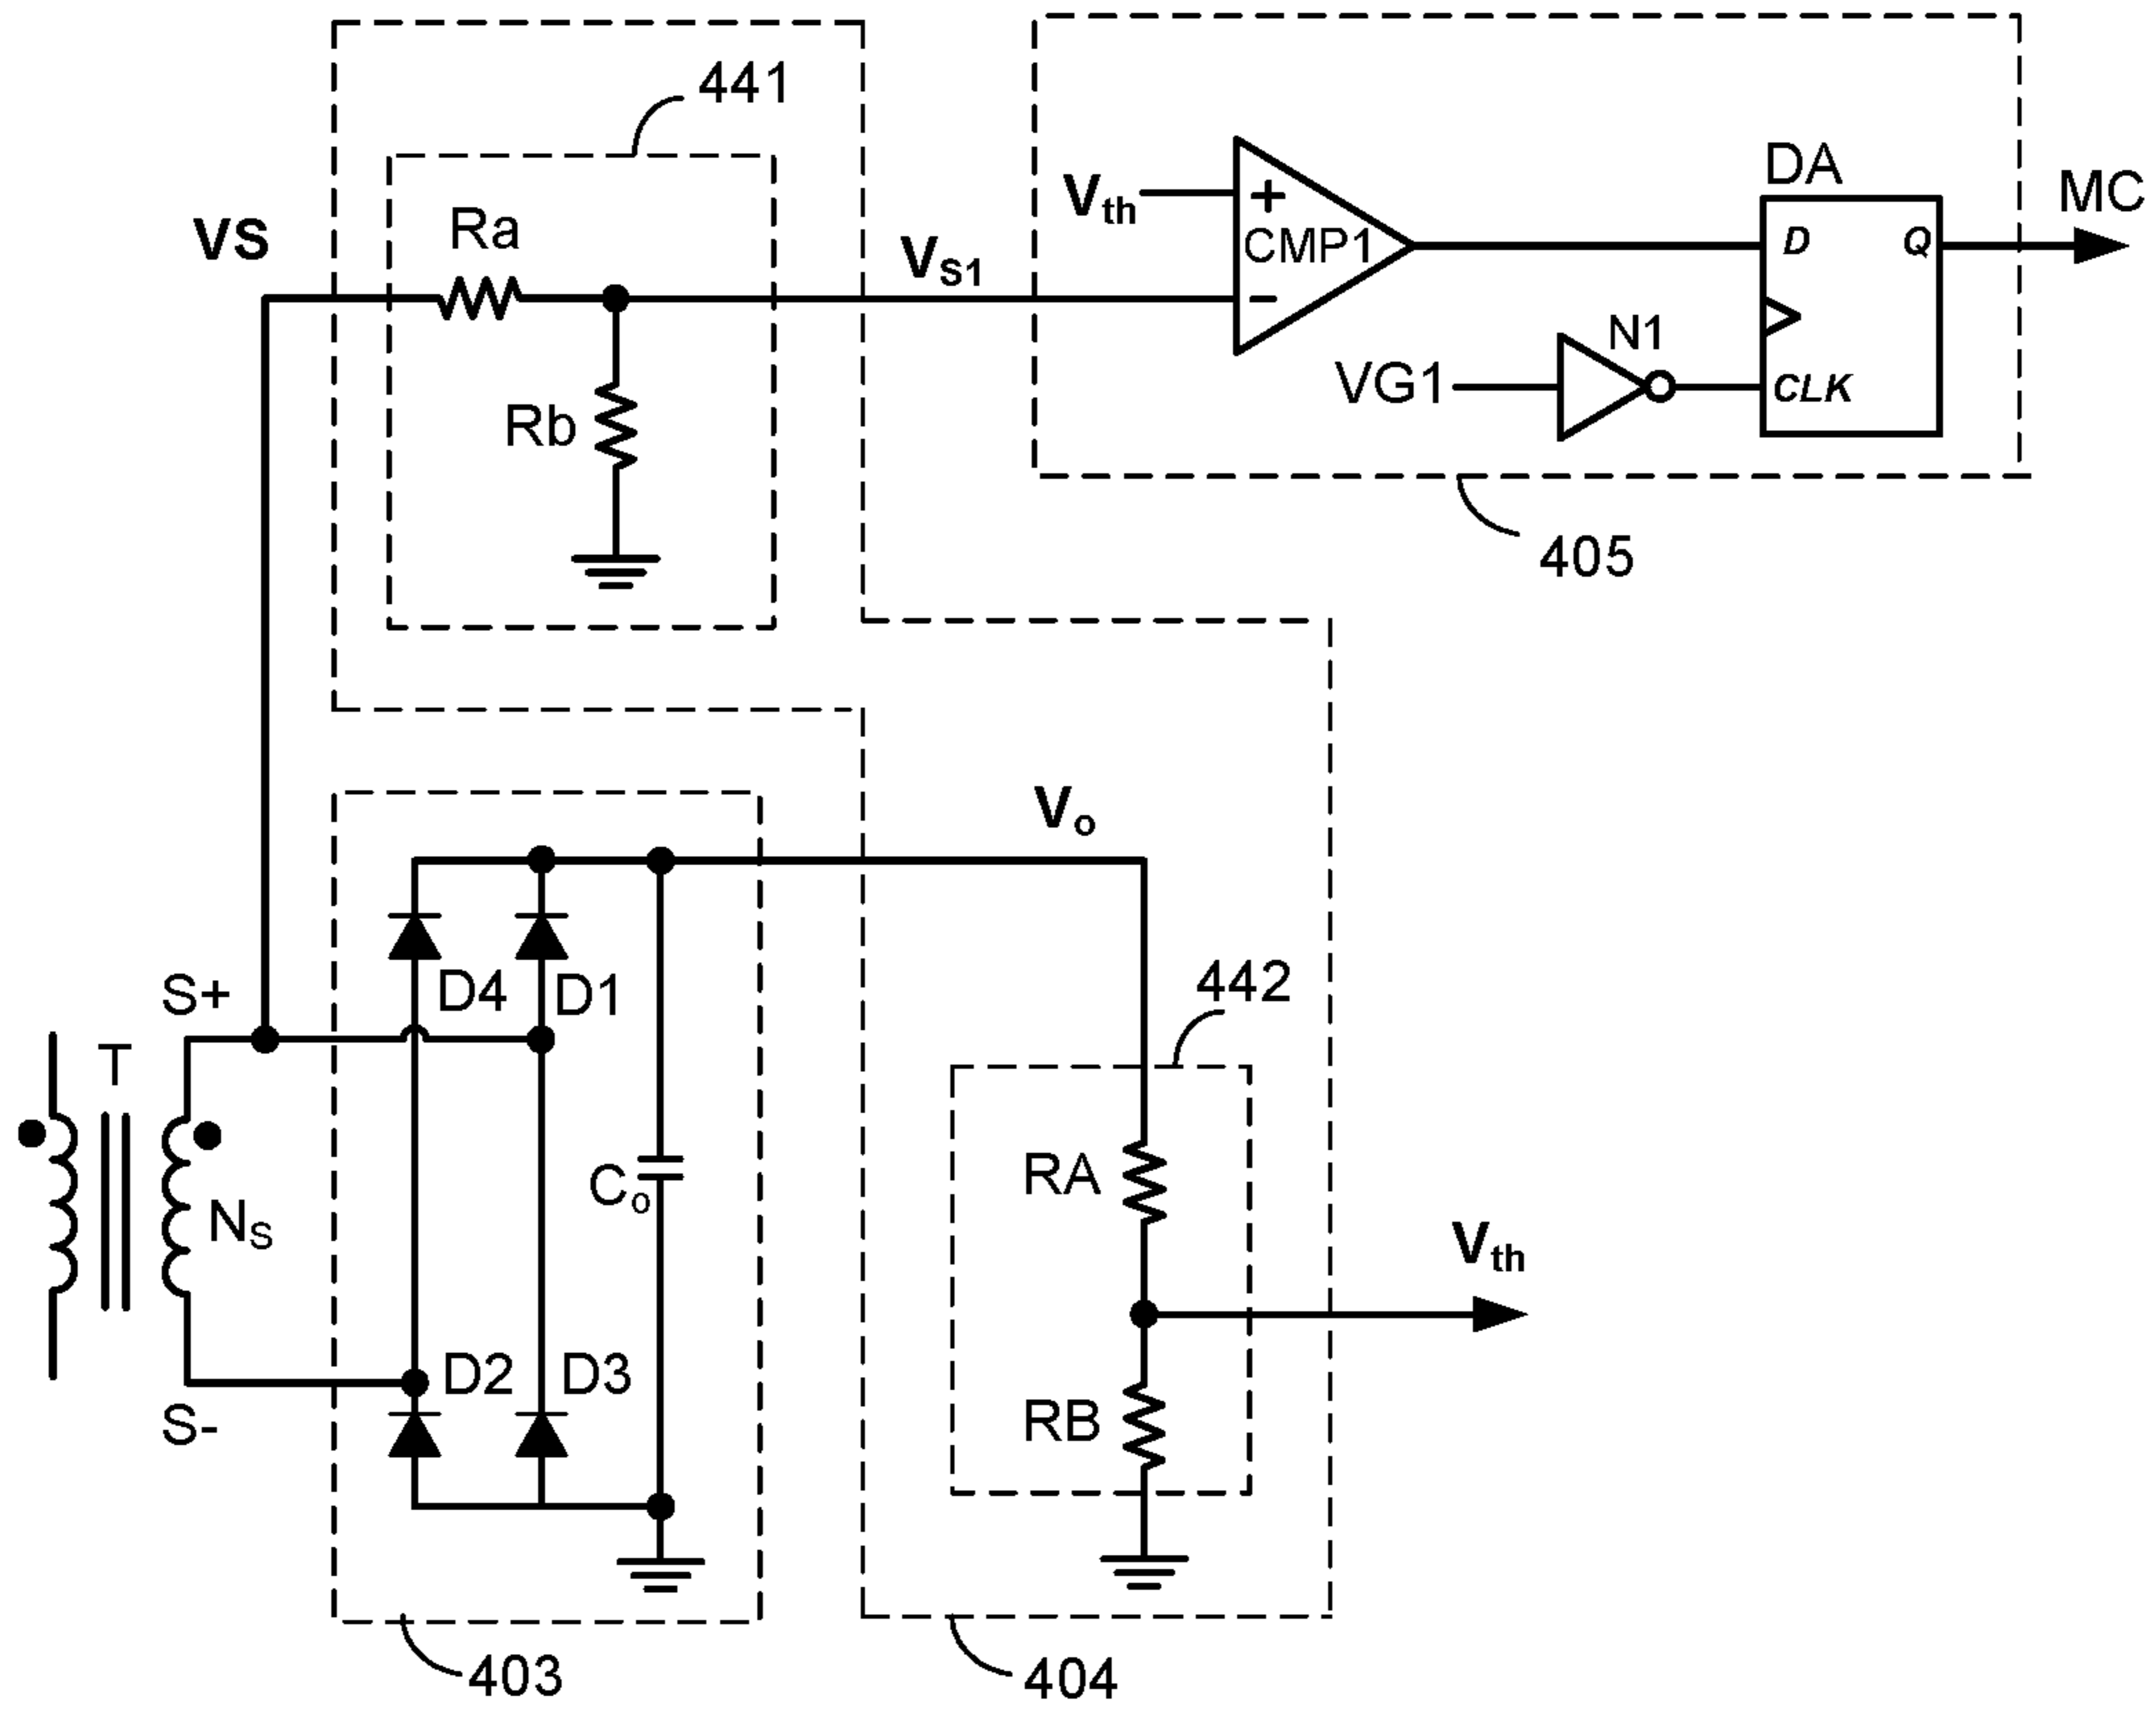 441
Ra
Rb
VS
VS1
Vth
+
CMP1
-
DA
D
Q
MC
VG1
N1
CLK
405
Vo
S+
T
NS
S-
D4
D1
Co
D2
D3
403
442
RA
RB
Vth
404